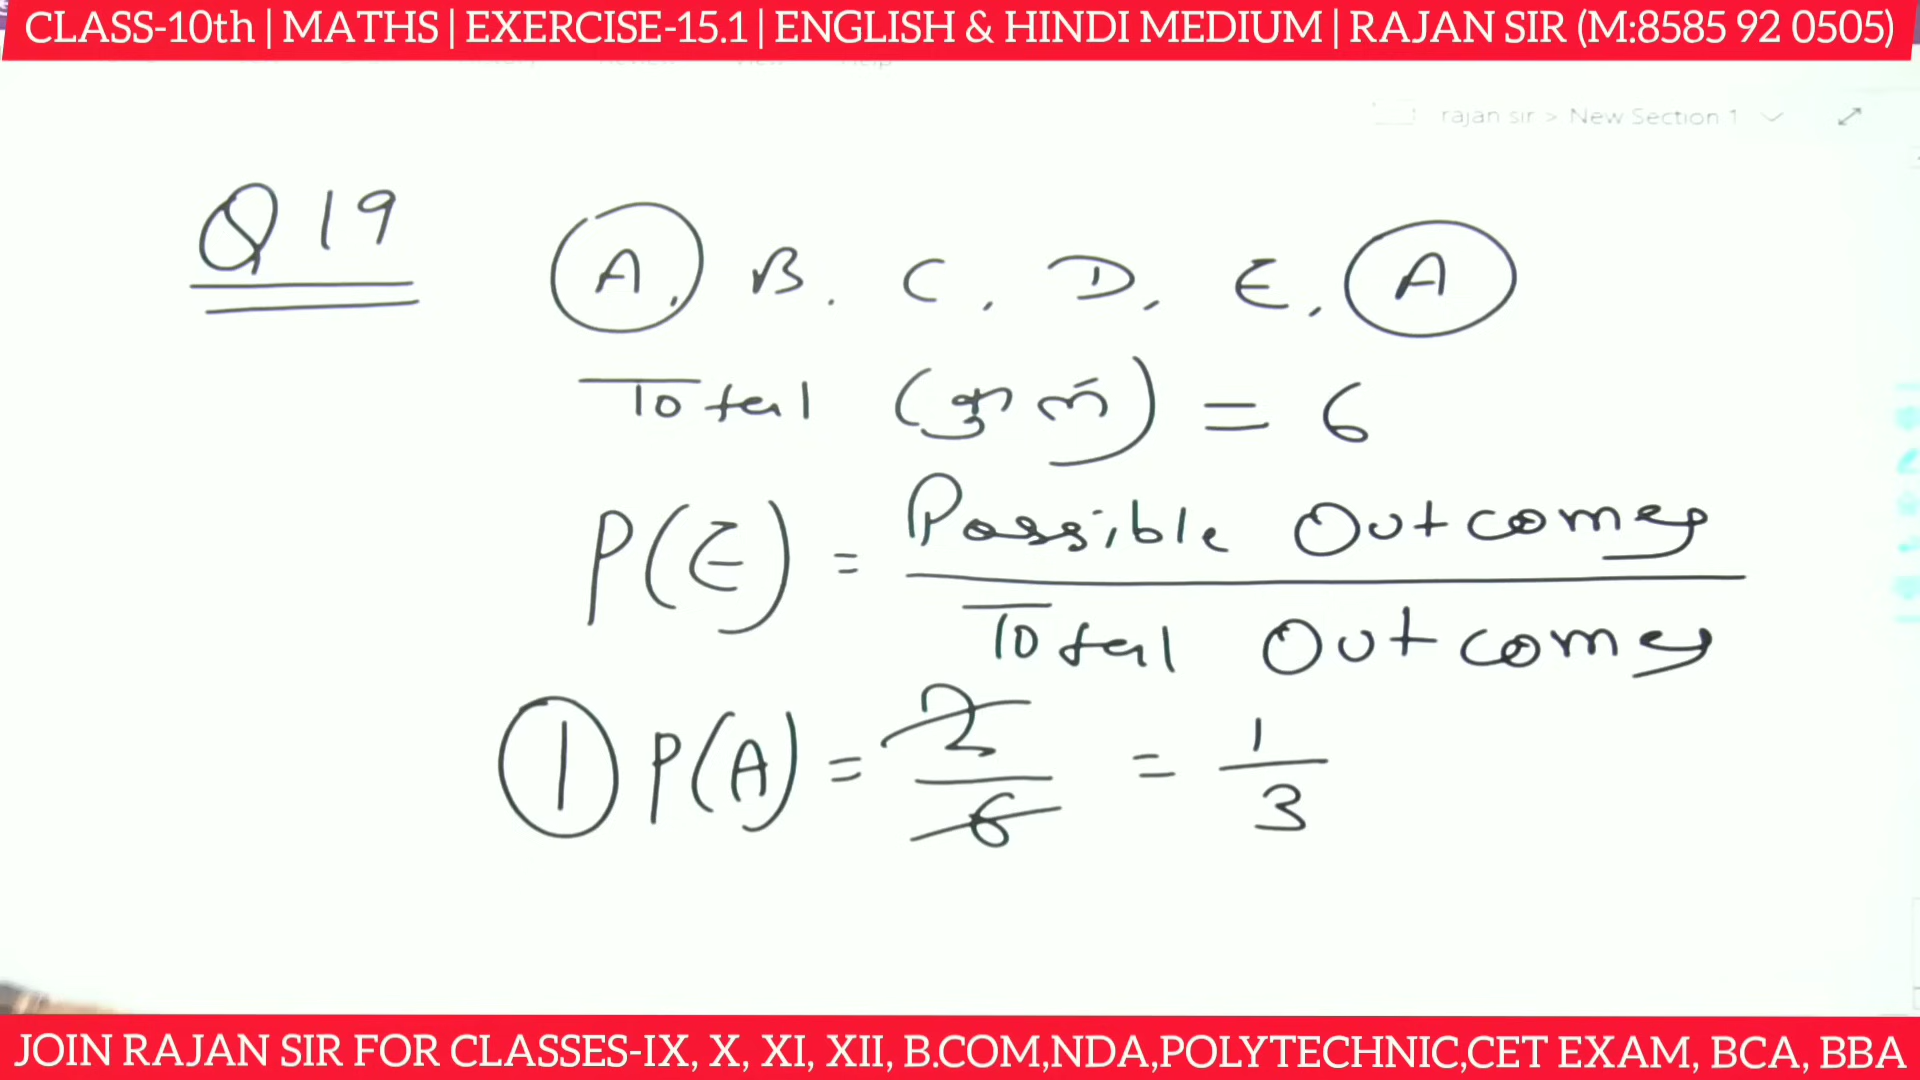 CLASS-10th | MATHS | EXERCISE-15.1 | ENGLISH & HINDI MEDIUM | RAJAN SIR (M:8585 92 0505)
rajan sir > New Section 1
Q 19 A, B, C, D, E, A
Total (कुल) = 6
P(E) = Possible Outcomes
Total Outcomes
1 P(A) = 2/6 = 1/3
JOIN RAJAN SIR FOR CLASSES-IX, X, XI, XII, B.COM,NDA,POLYTECHNIC,CET EXAM, BCA, BBA